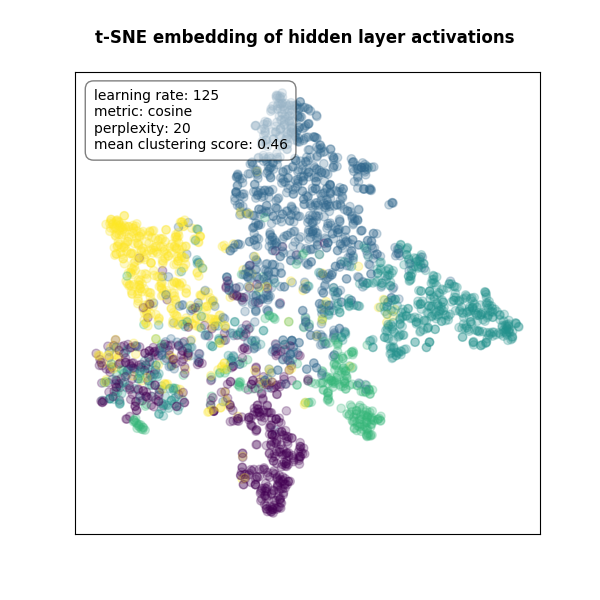 t-SNE embedding of hidden layer activations
learning rate: 125
metric: cosine
perplexity: 20
mean clustering score: 0.46